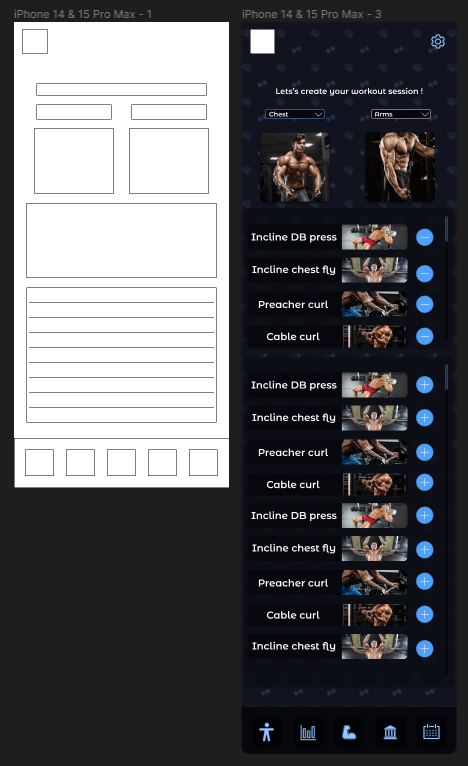 iPhone 14 & 15 Pro Max - 1
iPhone 14 & 15 Pro Max - 3
Lets's create your workout session !
Chest
Arms
Incline DB press
Incline chest fly
Preacher curl
Cable curl
Incline DB press
Incline chest fly
Preacher curl
Cable curl
Incline DB press
Incline chest fly
Preacher curl
Cable curl
Incline chest fly